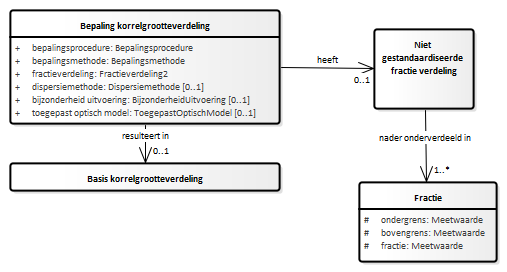 Bepaling korrelgrootteverdeling
+ bepalingsprocedure: Bepalingsprocedure
+ bepalingsmethode: Bepalingsmethode
+ fractieverdeling: Fractieverdeling2
+ dispersiemethode: Dispersiemethode [0..1]
+ bijzonderheid uitvoering: BijzonderheidUitvoering [0..1]
+ toegepast optisch model: ToegepastOptischModel [0..1]
heeft
0..1
Niet
gestandaardiseerde
fractie verdeling
resulteert in
0..1
Basis korrelgrootteverdeling
nader onderverdeeld in
1..*
Fractie
# ondergrens: Meetwaarde
# bovengrens: Meetwaarde
# fractie: Meetwaarde